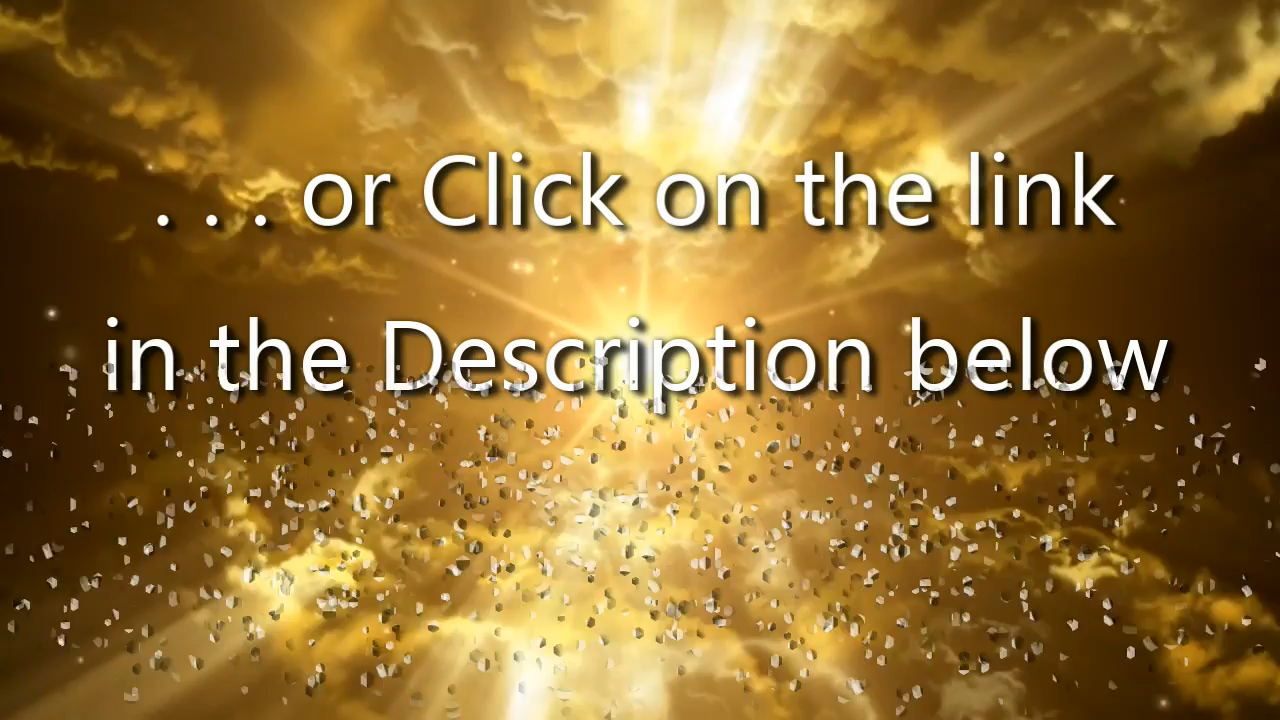 . . . or Click on the link
in the Description below